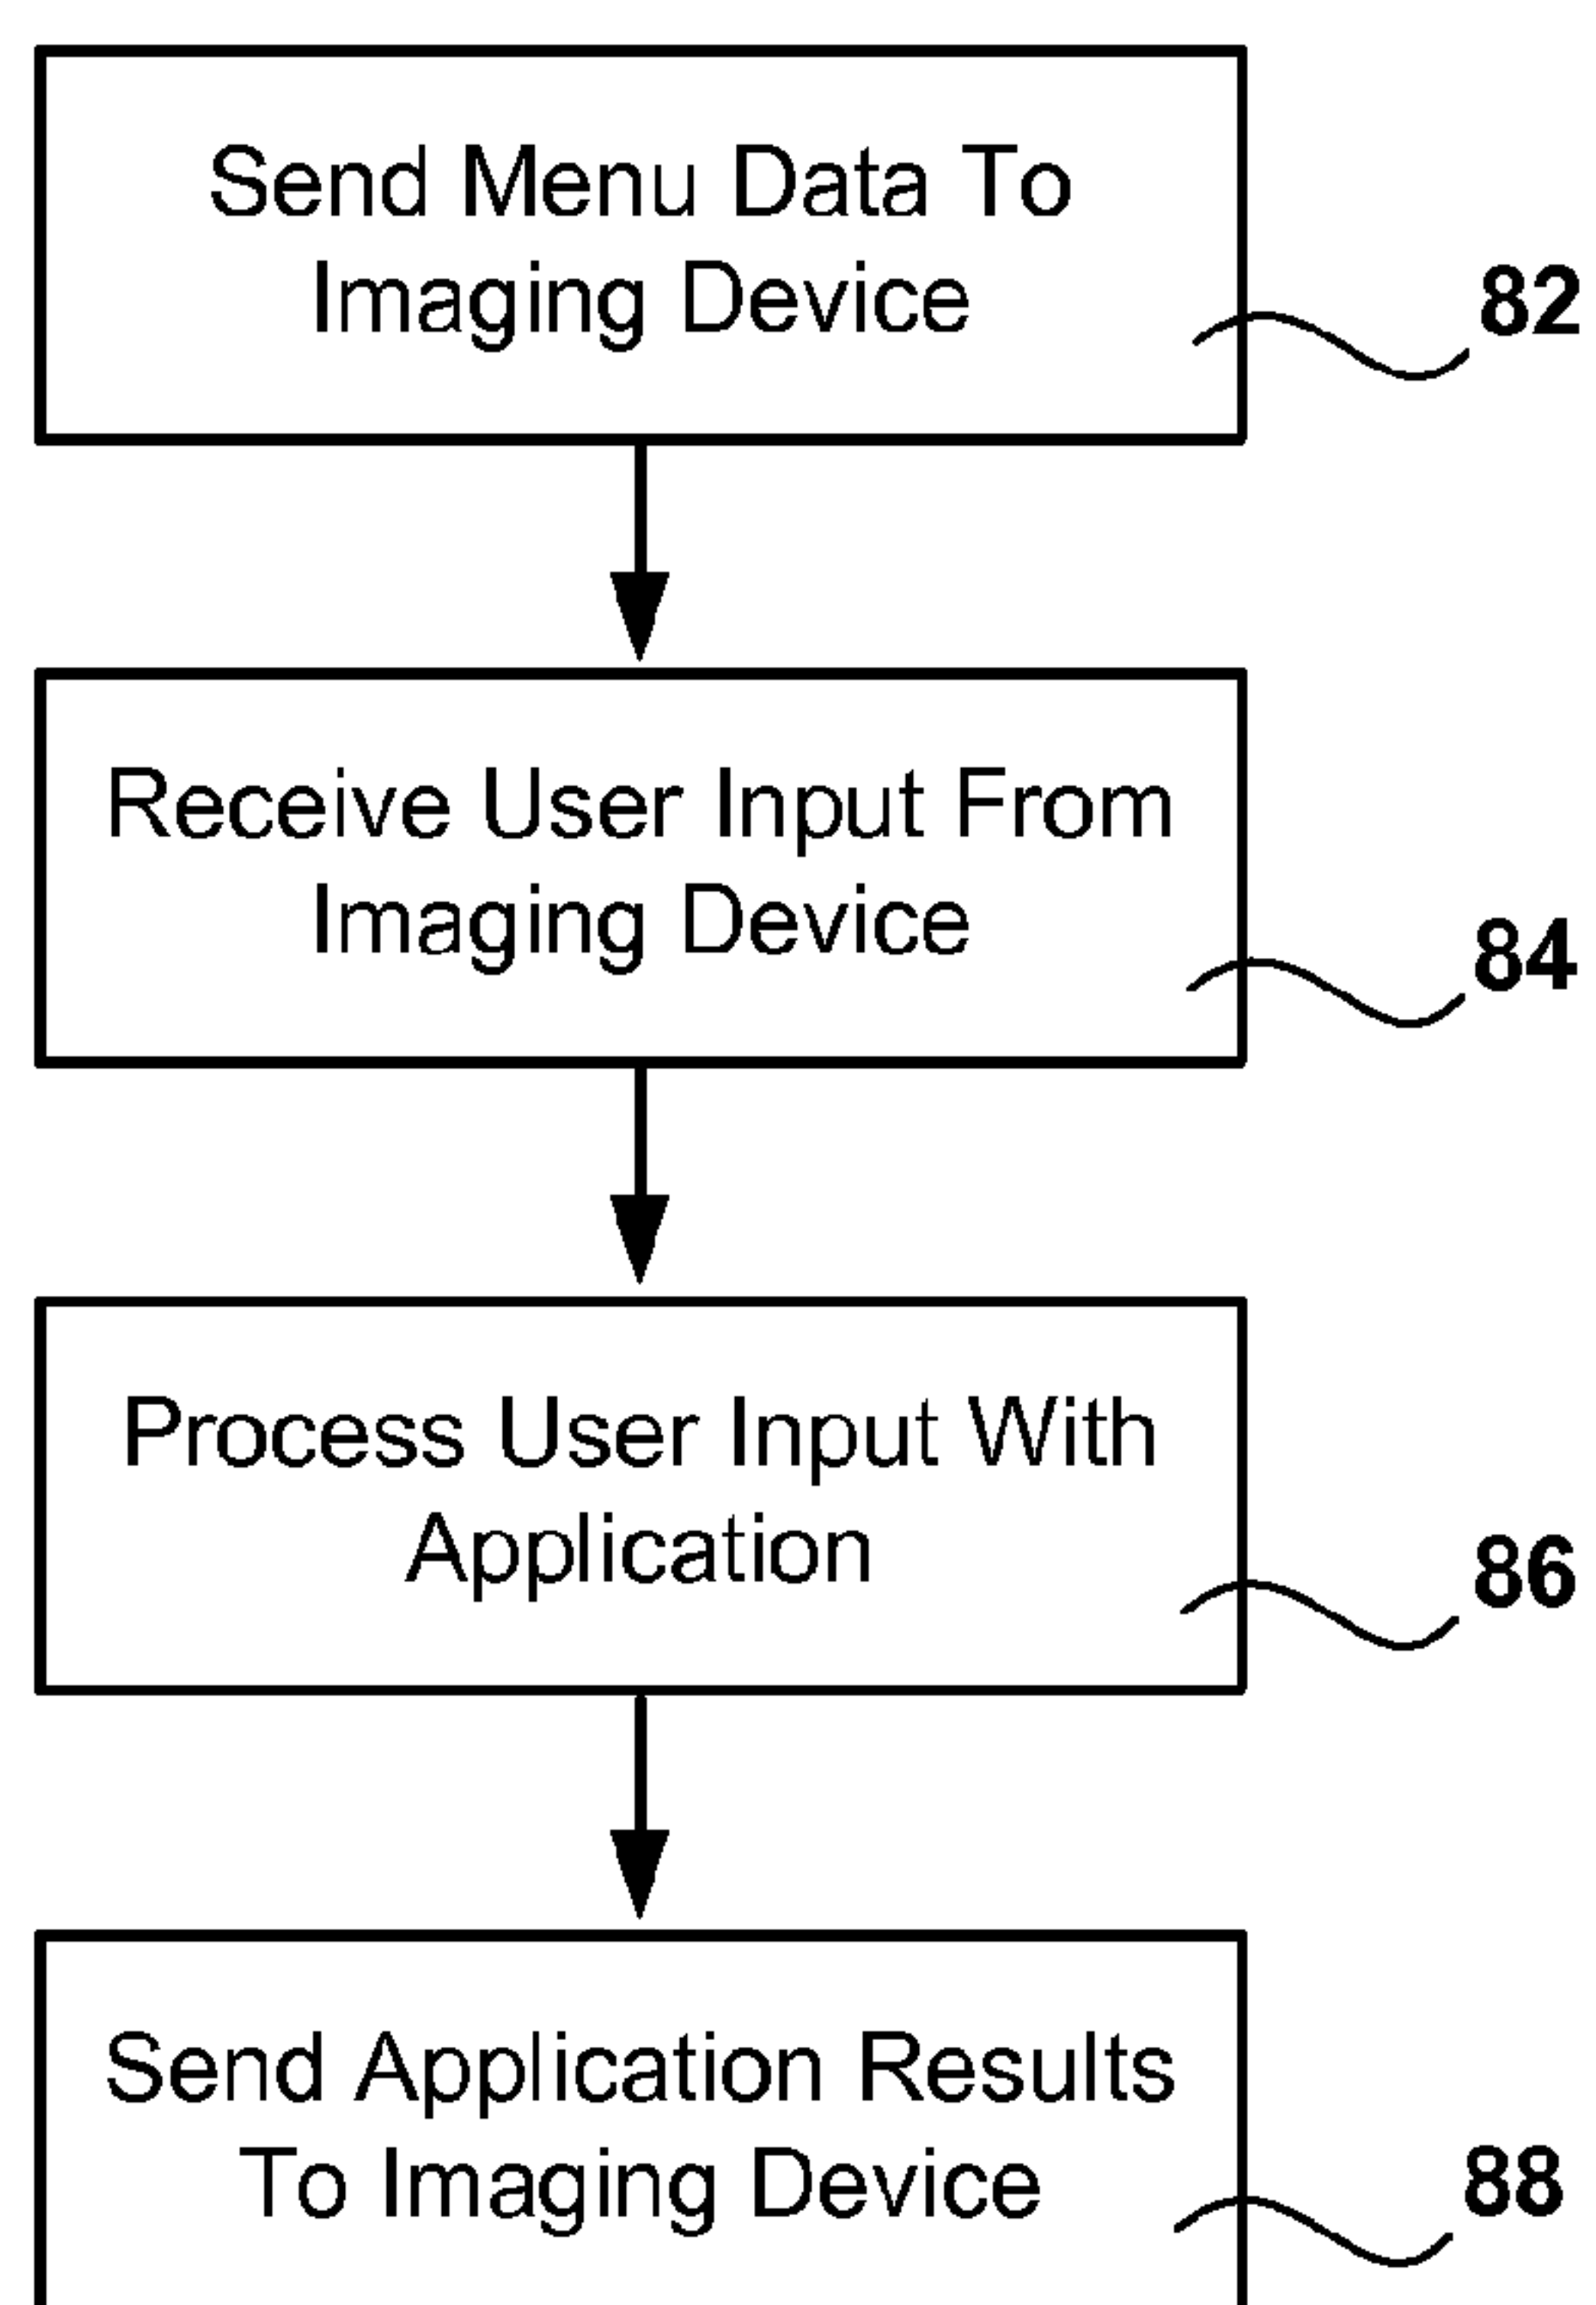 Send Menu Data To
Imaging Device
82
Receive User Input From
Imaging Device
84
Process User Input With
Application
86
Send Application Results
To Imaging Device
88